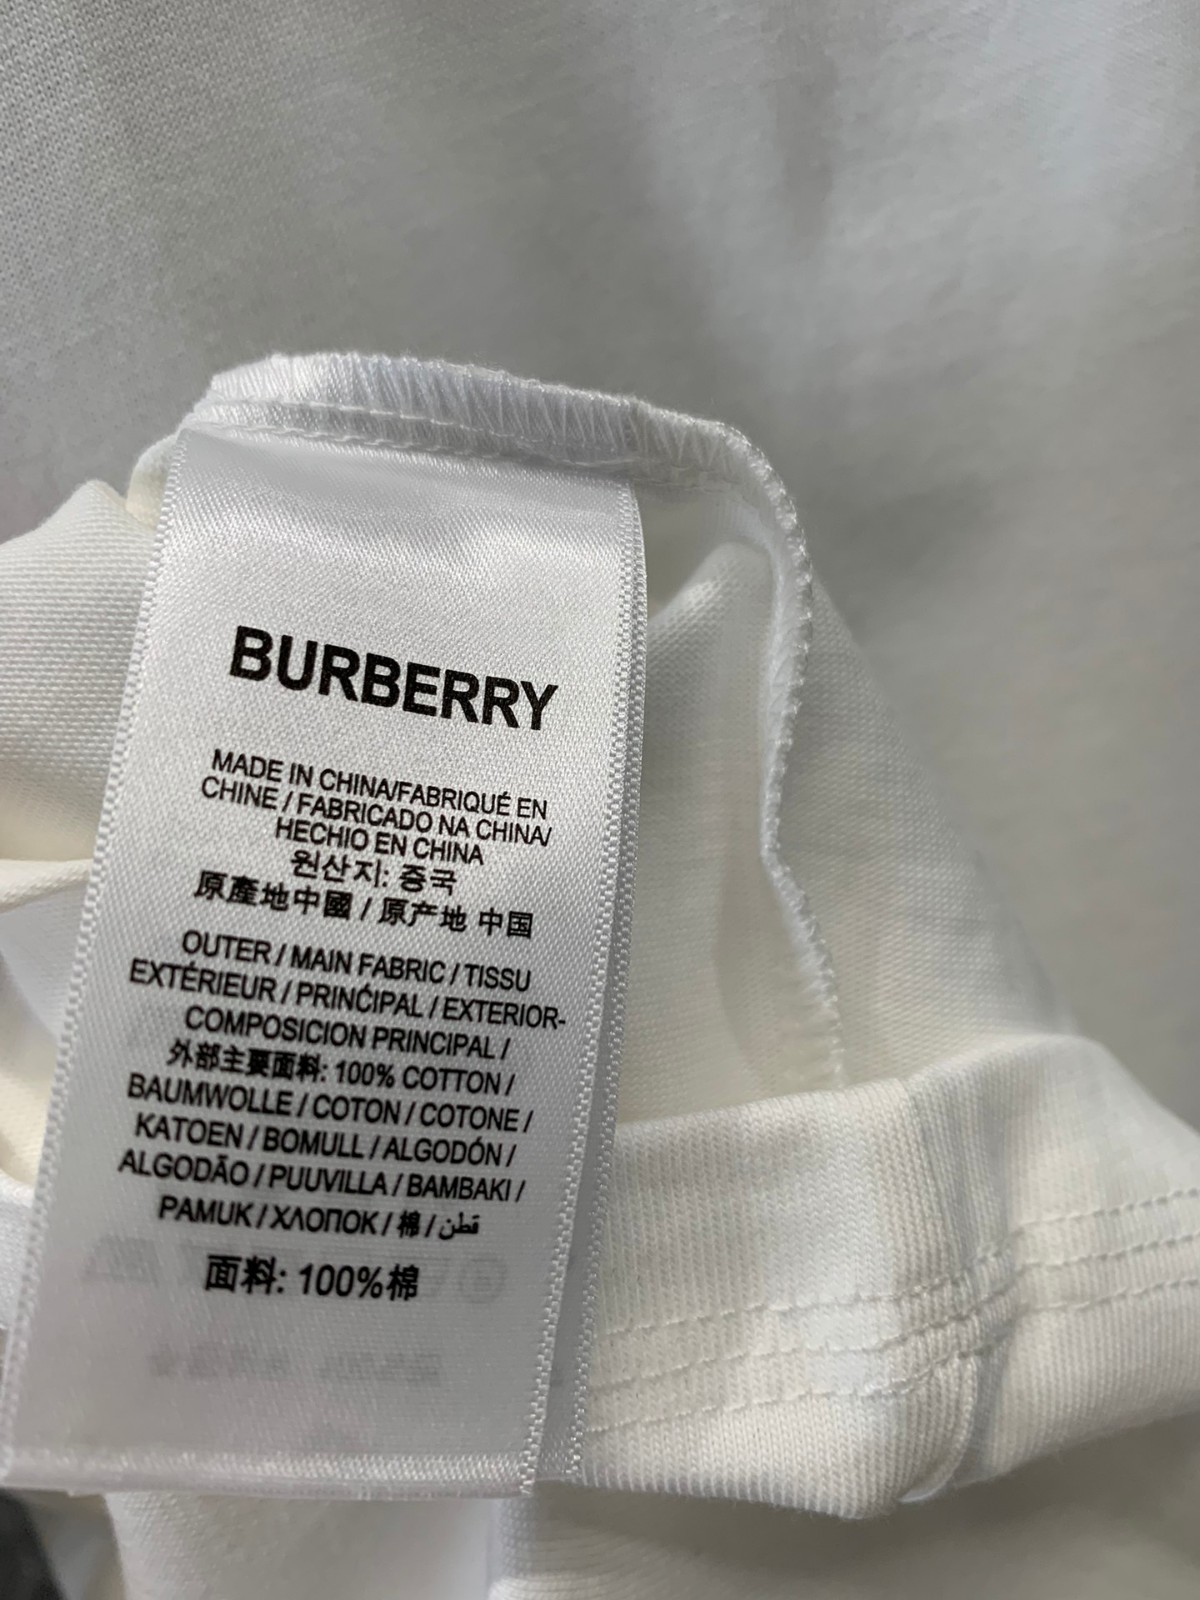 BURBERRY
MADE IN CHINA/FABRIQUÉ EN
CHINE / FABRICADO NA CHINA/
HECHIO EN CHINA
원산지: 중국
原產地中國 / 原产地 中国
OUTER / MAIN FABRIC / TISSU
EXTÉRIEUR / PRINĆIPAL / EXTERIOR-
COMPOSICION PRINCIPAL /
外部主要面料: 100% COTTON /
BAUMWOLLE / COTON / COTONE /
KATOEN / BOMULL / ALGODÓN /
ALGODÃO / PUUVILLA / BAMBAKI /
PAMUK / ХЛОПОК / 棉 / قطن
面料: 100%棉